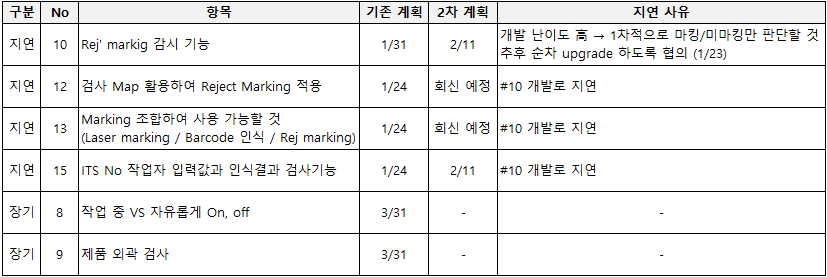 구분 No 항목 기존 계획 2차 계획 지연 사유
지연 10 Rej' markig 감시 기능 1/31 2/11 개발 난이도 高 → 1차적으로 마킹/미마킹만 판단할 것
추후 순차 upgrade 하도록 협의 (1/23)
지연 12 검사 Map 활용하여 Reject Marking 적용 1/24 회신 예정 #10 개발로 지연
지연 13 Marking 조합하여 사용 가능할 것
(Laser marking / Barcode 인식 / Rej marking) 1/24 회신 예정 #10 개발로 지연
지연 15 ITS No 작업자 입력값과 인식결과 검사기능 1/24 2/11 #10 개발로 지연
장기 8 작업 중 VS 자유롭게 On, off 3/31 - -
장기 9 제품 외곽 검사 3/31 - -